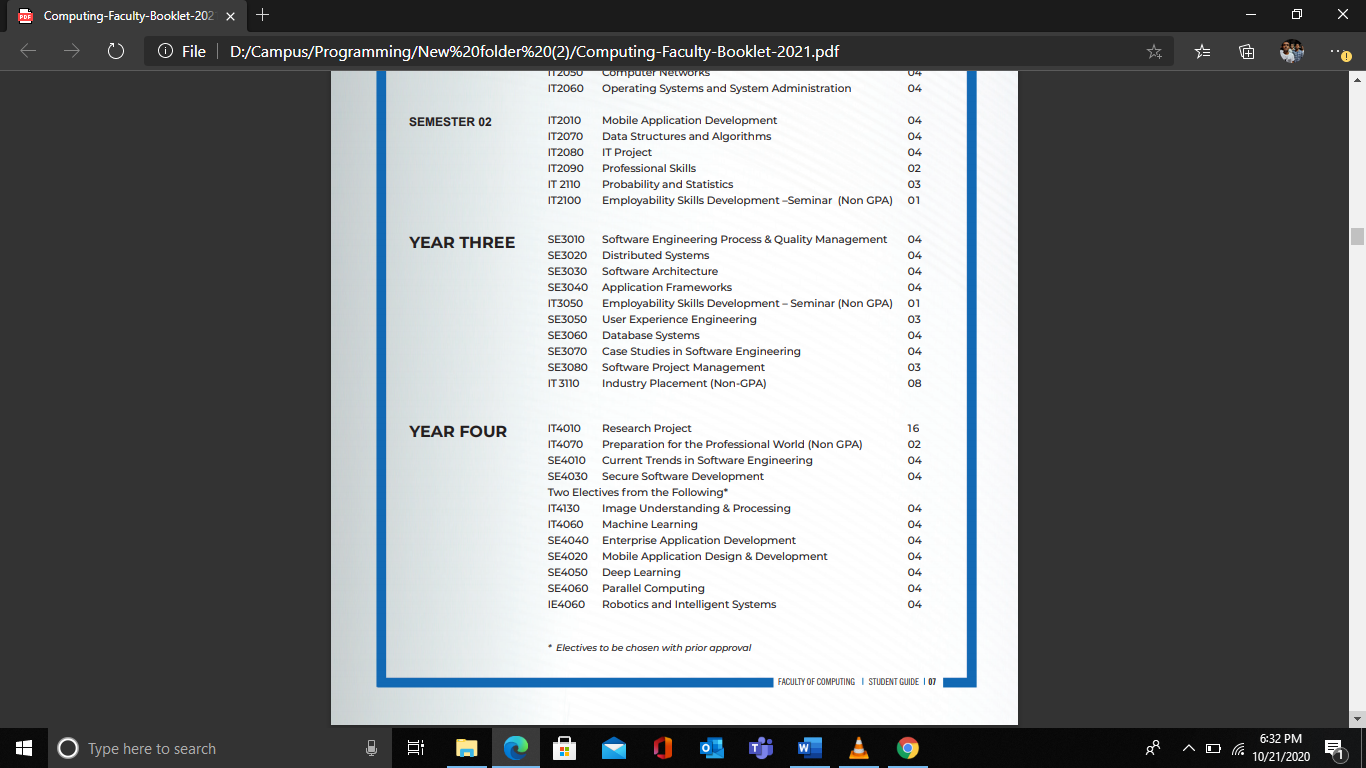 Computing-Faculty-Booklet-202
File
D:/Campus/Programming/New%20folder%20(2)/Computing-Faculty-Booklet-2021.pdf
IT2050 Computer Networks 04
IT2060 Operating Systems and System Administration 04
SEMESTER 02 IT2010 Mobile Application Development 04
IT2070 Data Structures and Algorithms 04
IT2080 IT Project 04
IT2090 Professional Skills 02
IT 2110 Probability and Statistics 03
IT2100 Employability Skills Development –Seminar (Non GPA) 01
YEAR THREE SE3010 Software Engineering Process & Quality Management 04
SE3020 Distributed Systems 04
SE3030 Software Architecture 04
SE3040 Application Frameworks 04
IT3050 Employability Skills Development – Seminar (Non GPA) 01
SE3050 User Experience Engineering 03
SE3060 Database Systems 04
SE3070 Case Studies in Software Engineering 04
SE3080 Software Project Management 03
IT 3110 Industry Placement (Non-GPA) 08
YEAR FOUR IT4010 Research Project 16
IT4070 Preparation for the Professional World (Non GPA) 02
SE4010 Current Trends in Software Engineering 04
SE4030 Secure Software Development 04
Two Electives from the Following*
IT4130 Image Understanding & Processing 04
IT4060 Machine Learning 04
SE4040 Enterprise Application Development 04
SE4020 Mobile Application Design & Development 04
SE4050 Deep Learning 04
SE4060 Parallel Computing 04
IE4060 Robotics and Intelligent Systems 04
* Electives to be chosen with prior approval
FACULTY OF COMPUTING | STUDENT GUIDE | 07
Type here to search
6:32 PM
10/21/2020
1